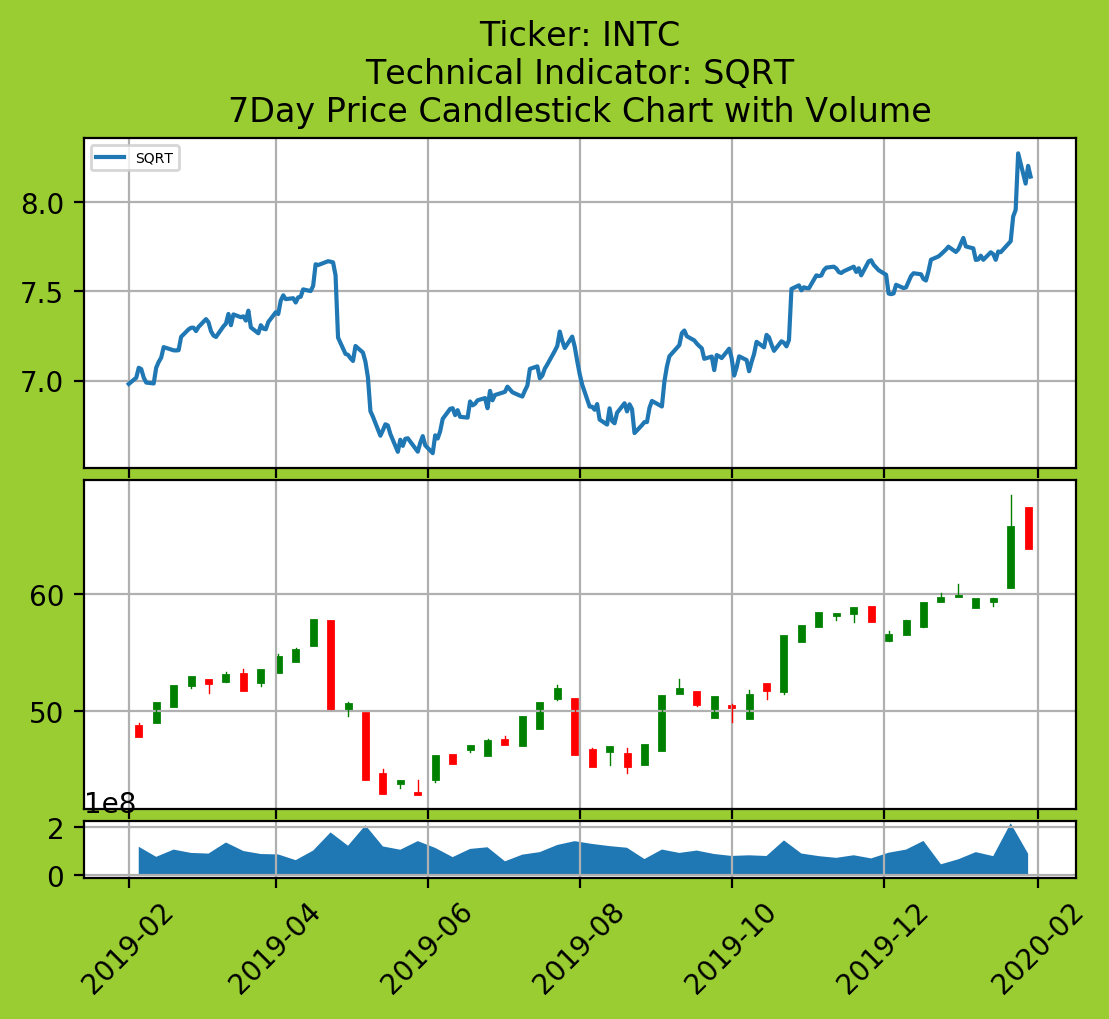 Ticker: INTC
Technical Indicator: SQRT
7Day Price Candlestick Chart with Volume
SQRT
8.0
7.5
7.0
60
50
1e8
2
0
2019-02
2019-04
2019-06
2019-08
2019-10
2019-12
2020-02